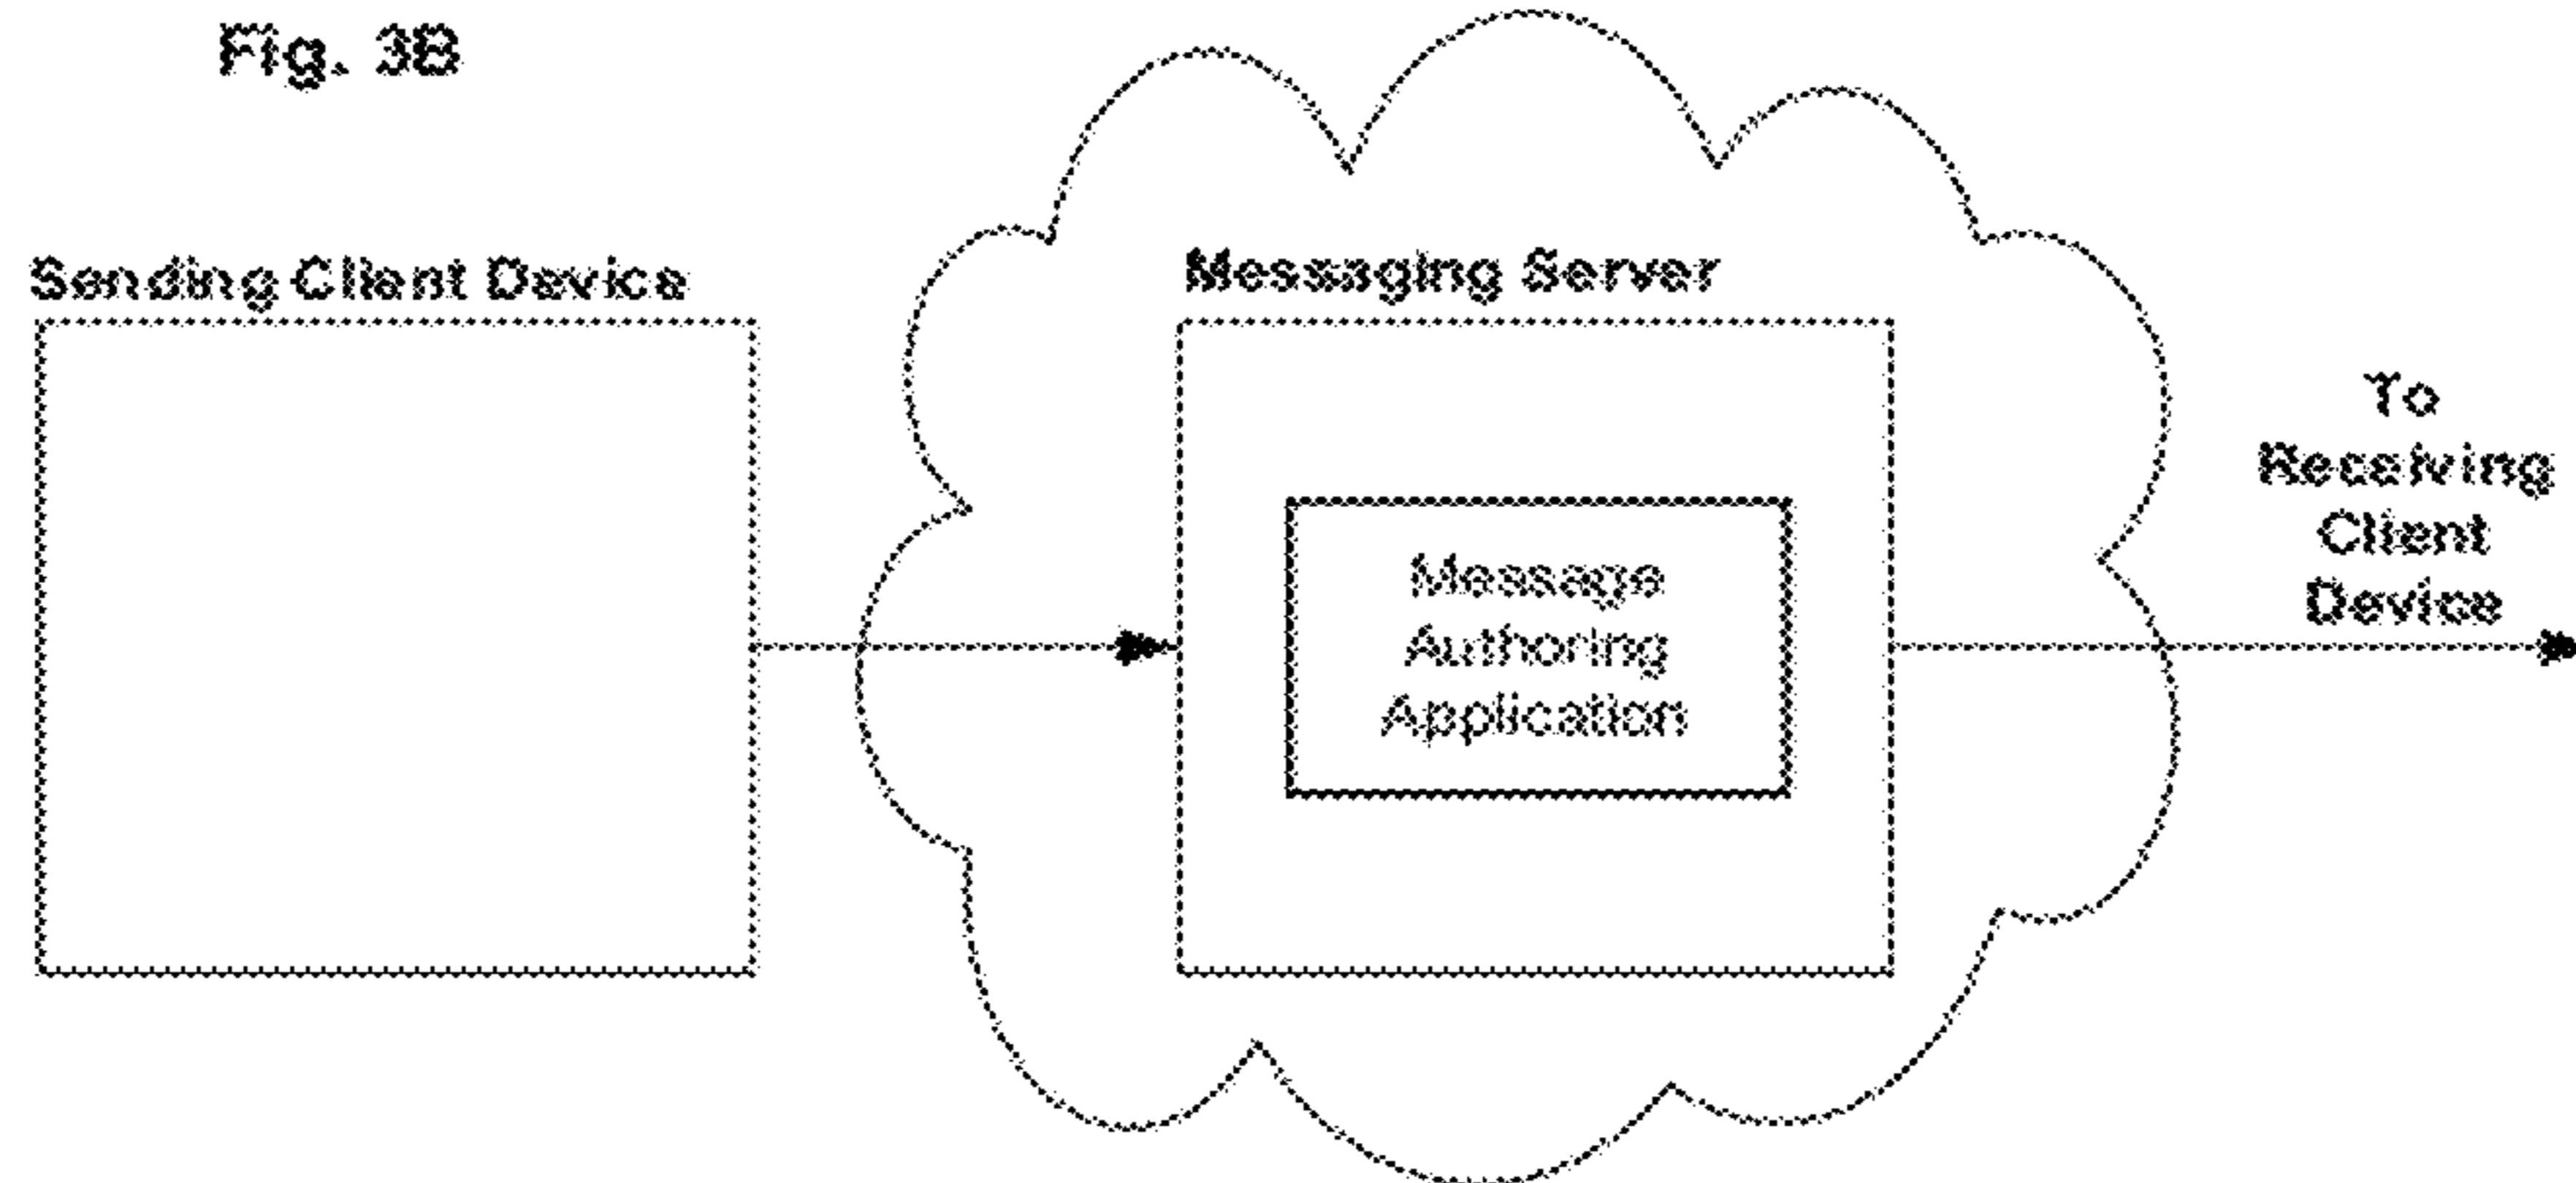 Fig. 3B
Sending Client Device
Messaging Server
To
Receiving
Client
Device
Message
Authoring
Application